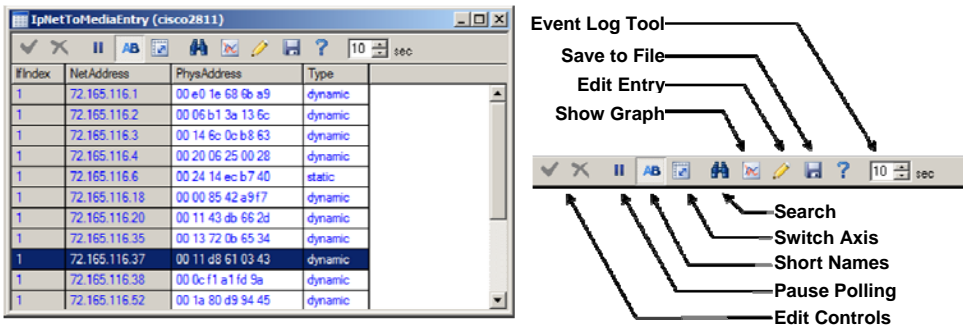 IpNetToMediaEntry (cisco2811)
AB 10 sec
IfIndex NetAddress PhysAddress Type
1 72.165.116.1 00 e0 1e 68 6b a9 dynamic
1 72.165.116.2 00 06 b1 3a 13 6c dynamic
1 72.165.116.3 00 14 6c 0c b8 63 dynamic
1 72.165.116.4 00 20 06 25 00 28 dynamic
1 72.165.116.6 00 24 14 ec b7 40 static
1 72.165.116.18 00 00 85 42 a9 f7 dynamic
1 72.165.116.20 00 11 43 db 66 2d dynamic
1 72.165.116.35 00 13 72 0b 65 34 dynamic
1 72.165.116.37 00 11 d8 61 03 43 dynamic
1 72.165.116.38 00 0c f1 a1 fd 9a dynamic
1 72.165.116.52 00 1a 80 d9 94 45 dynamic
Event Log Tool
Save to File
Edit Entry
Show Graph
AB ? 10 sec
Search
Switch Axis
Short Names
Pause Polling
Edit Controls